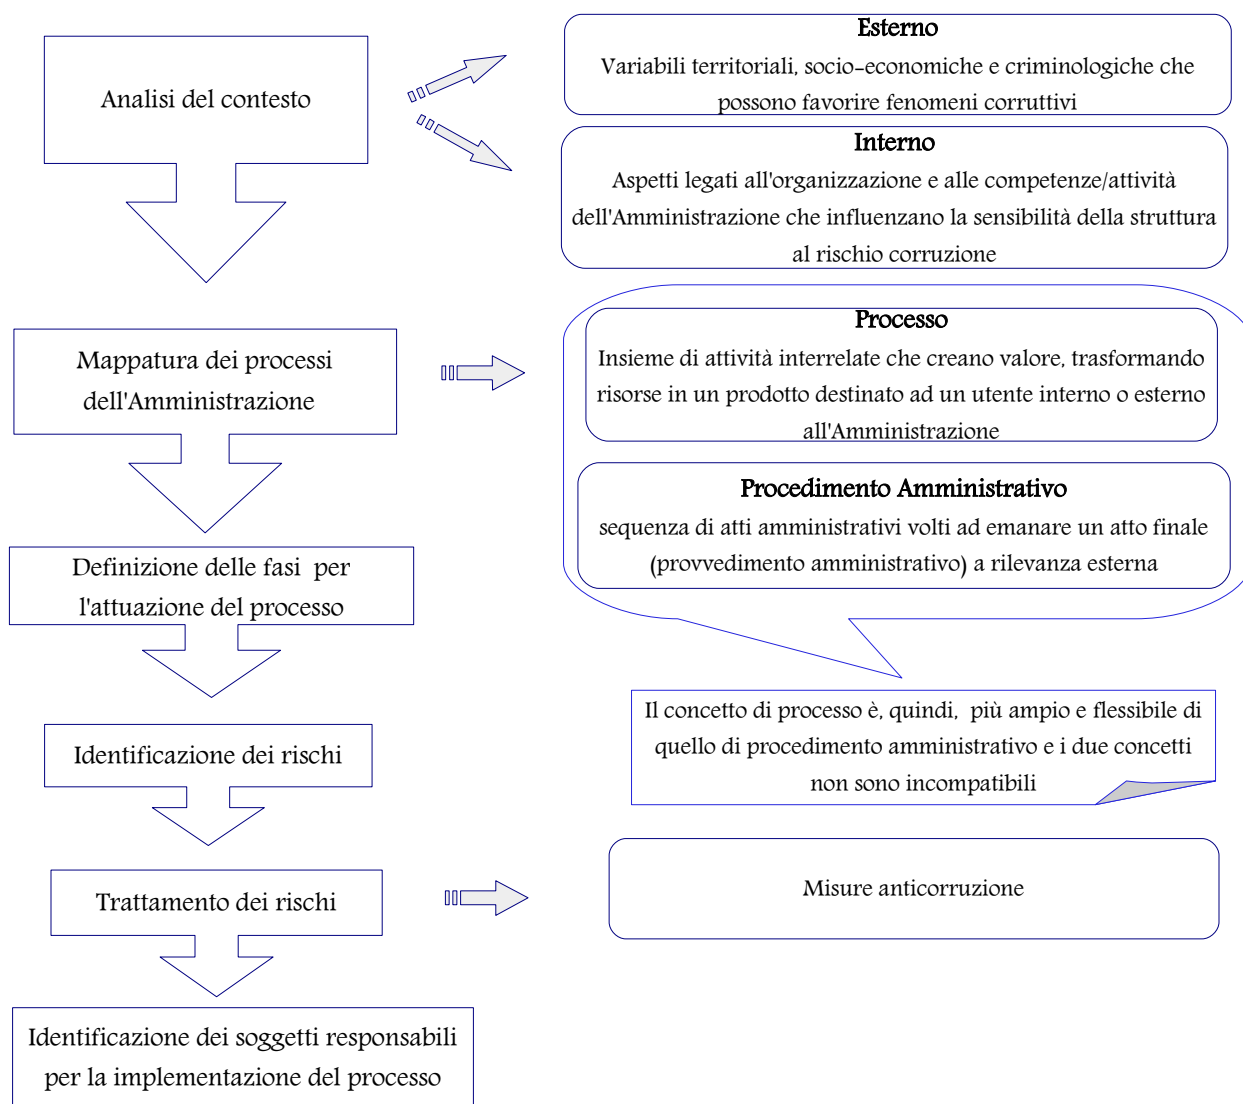 Analisi del contesto
Esterno
Variabili territoriali, socio-economiche e criminologiche che
possono favorire fenomeni corruttivi
Interno
Aspetti legati all'organizzazione e alle competenze/attività
dell'Amministrazione che influenzano la sensibilità della struttura
al rischio corruzione
Mappatura dei processi
dell'Amministrazione
Processo
Insieme di attività interrelate che creano valore, trasformando
risorse in un prodotto destinato ad un utente interno o esterno
all'Amministrazione
Procedimento Amministrativo
sequenza di atti amministrativi volti ad emanare un atto finale
(provvedimento amministrativo) a rilevanza esterna
Definizione delle fasi per
l'attuazione del processo
Il concetto di processo è, quindi, più ampio e flessibile di
quello di procedimento amministrativo e i due concetti
non sono incompatibili
Identificazione dei rischi
Trattamento dei rischi
Misure anticorruzione
Identificazione dei soggetti responsabili
per la implementazione del processo